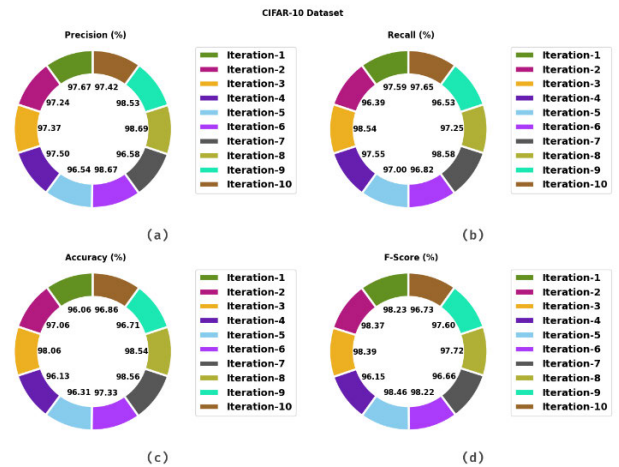 CIFAR-10 Dataset
Precision (%)
97.67 97.42
97.24 98.53
97.37 98.69
97.50 96.58
96.54 98.67
Iteration-1
Iteration-2
Iteration-3
Iteration-4
Iteration-5
Iteration-6
Iteration-7
Iteration-8
Iteration-9
Iteration-10
(a)
Recall (%)
97.59 97.65
96.39 96.53
98.54 97.25
97.55 98.58
97.00 96.82
Iteration-1
Iteration-2
Iteration-3
Iteration-4
Iteration-5
Iteration-6
Iteration-7
Iteration-8
Iteration-9
Iteration-10
(b)
Accuracy (%)
96.06 96.86
97.06 96.71
98.06 98.54
96.13 98.56
96.31 97.33
Iteration-1
Iteration-2
Iteration-3
Iteration-4
Iteration-5
Iteration-6
Iteration-7
Iteration-8
Iteration-9
Iteration-10
(c)
F-Score (%)
98.23 96.73
98.37 97.60
98.39 97.72
96.15 96.66
98.46 98.22
Iteration-1
Iteration-2
Iteration-3
Iteration-4
Iteration-5
Iteration-6
Iteration-7
Iteration-8
Iteration-9
Iteration-10
(d)